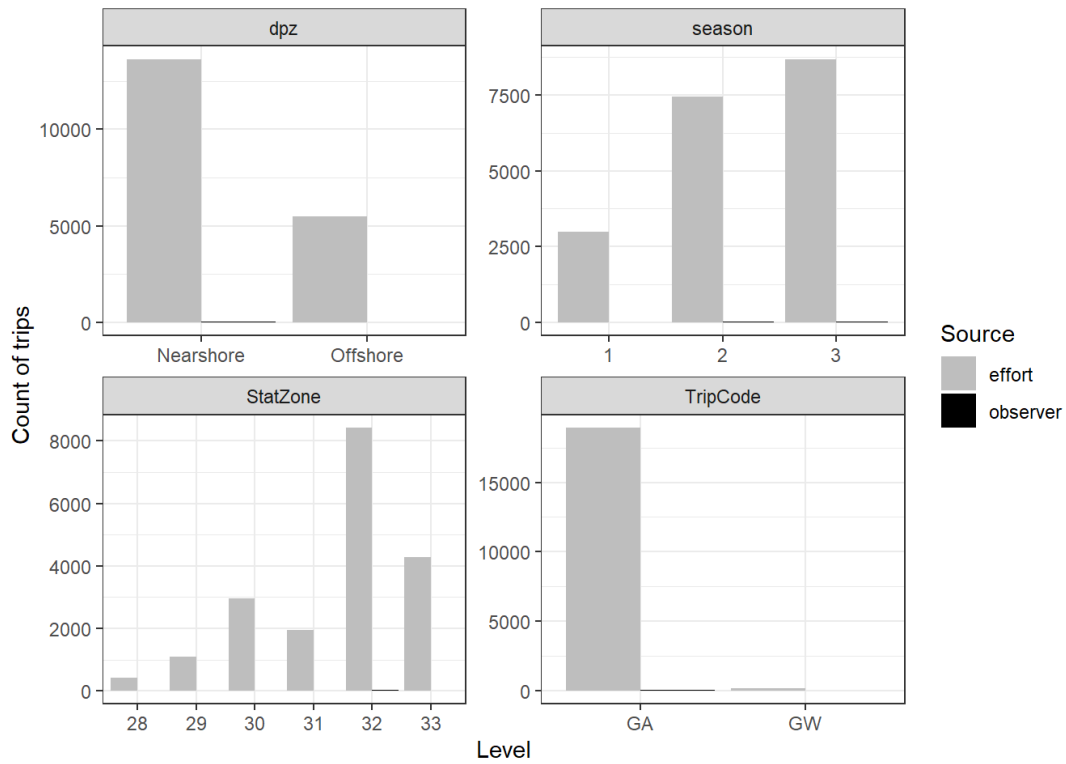 dpz
season
10000
5000
0
Nearshore
Offshore
7500
5000
2500
0
1
2
3
StatZone
TripCode
8000
6000
4000
2000
0
28
29
30
31
32
33
15000
10000
5000
0
GA
GW
Count of trips
Level
Source
effort
observer